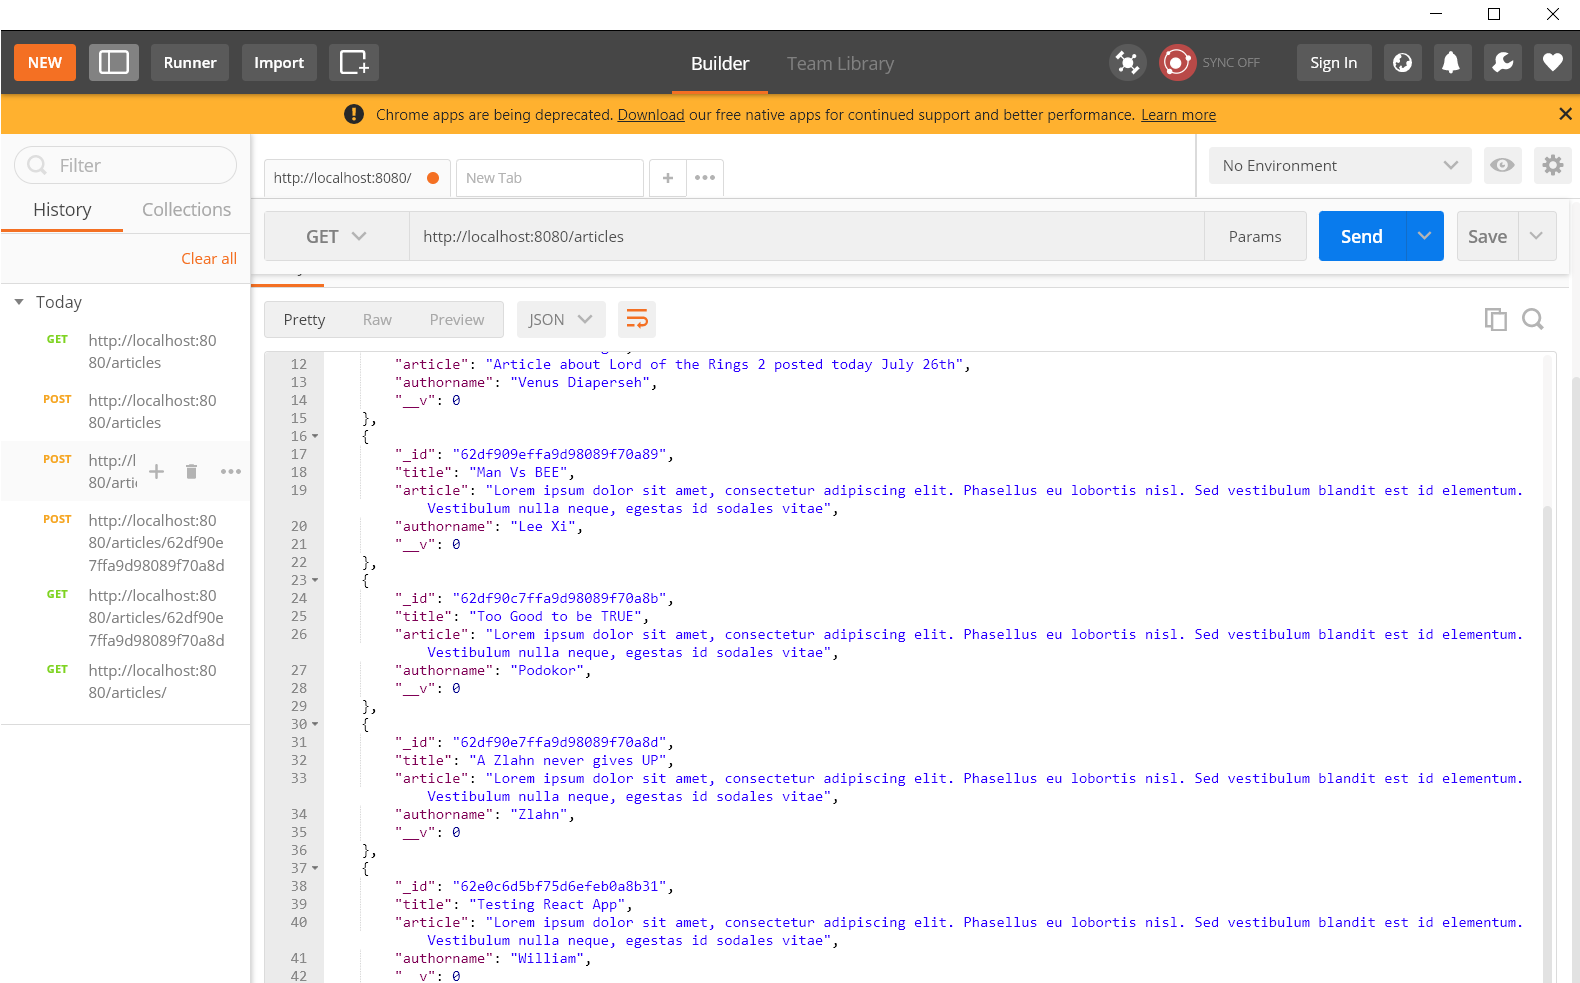 NEW
Runner
Import
Builder
Team Library
SYNC OFF
Sign In
Chrome apps are being deprecated. Download our free native apps for continued support and better performance. Learn more
Filter
History
Collections
Clear all
Today
GET http://localhost:80
80/articles
POST http://localhost:80
80/articles
POST http://l
80/arti
POST http://localhost:80
80/articles/62df90e
7ffa9d98089f70a8d
GET http://localhost:80
80/articles/62df90e
7ffa9d98089f70a8d
GET http://localhost:80
80/articles/
http://localhost:8080/
New Tab
No Environment
GET
http://localhost:8080/articles
Params
Send
Save
Pretty
Raw
Preview
JSON
12 "article": "Article about Lord of the Rings 2 posted today July 26th",
13 "authorname": "Venus Diaperseh",
14 "__v": 0
15 },
16 {
17 "_id": "62df909effa9d98089f70a89",
18 "title": "Man Vs BEE",
19 "article": "Lorem ipsum dolor sit amet, consectetur adipiscing elit. Phasellus eu lobortis nisl. Sed vestibulum blandit est id elementum.
Vestibulum nulla neque, egestas id sodales vitae",
20 "authorname": "Lee Xi",
21 "__v": 0
22 },
23 {
24 "_id": "62df90c7ffa9d98089f70a8b",
25 "title": "Too Good to be TRUE",
26 "article": "Lorem ipsum dolor sit amet, consectetur adipiscing elit. Phasellus eu lobortis nisl. Sed vestibulum blandit est id elementum.
Vestibulum nulla neque, egestas id sodales vitae",
27 "authorname": "Podokor",
28 "__v": 0
29 },
30 {
31 "_id": "62df90e7ffa9d98089f70a8d",
32 "title": "A Zlahn never gives UP",
33 "article": "Lorem ipsum dolor sit amet, consectetur adipiscing elit. Phasellus eu lobortis nisl. Sed vestibulum blandit est id elementum.
Vestibulum nulla neque, egestas id sodales vitae",
34 "authorname": "Zlahn",
35 "__v": 0
36 },
37 {
38 "_id": "62e0c6d5bf75d6efeb0a8b31",
39 "title": "Testing React App",
40 "article": "Lorem ipsum dolor sit amet, consectetur adipiscing elit. Phasellus eu lobortis nisl. Sed vestibulum blandit est id elementum.
Vestibulum nulla neque, egestas id sodales vitae",
41 "authorname": "William",
42 "__v": 0